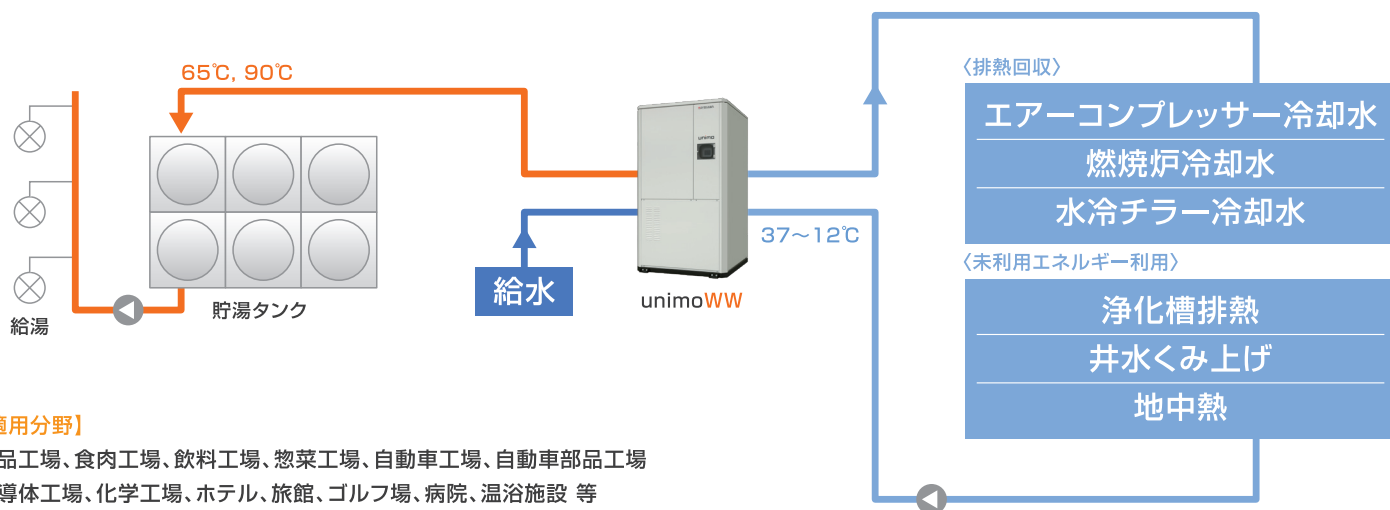 65℃, 90℃
給湯
貯湯タンク
給水
unimo
unimoWW
37〜12℃
〈排熱回収〉
エアーコンプレッサー冷却水
燃焼炉冷却水
水冷チラー冷却水
〈未利用エネルギー利用〉
浄化槽排熱
井水くみ上げ
地中熱
適用分野】
品工場、食肉工場、飲料工場、惣菜工場、自動車工場、自動車部品工場
導体工場、化学工場、ホテル、旅館、ゴルフ場、病院、温浴施設 等